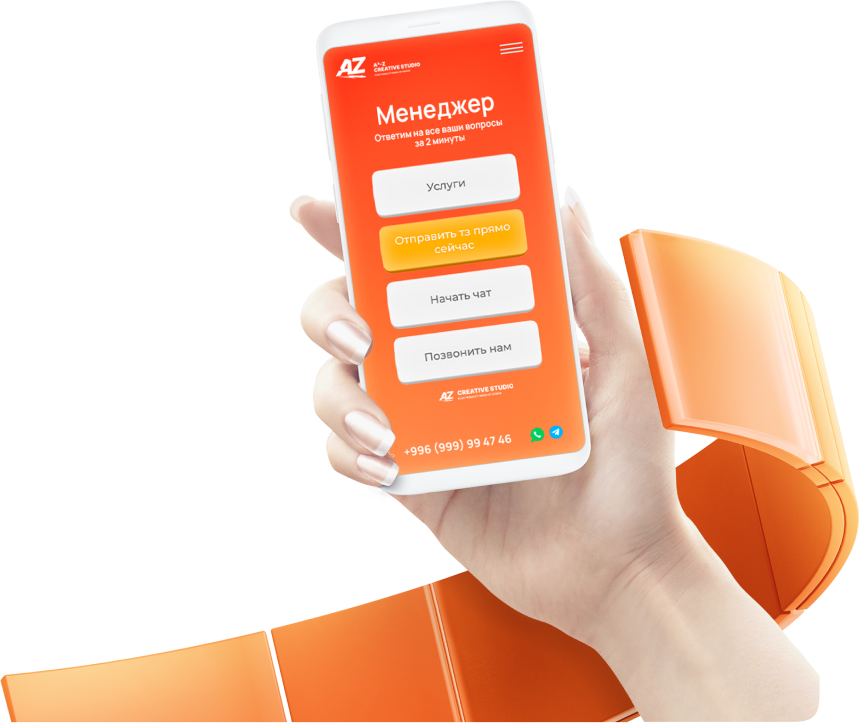 AZ
A²-Z
CREATIVE STUDIO
Менеджер
Ответим на все ваши вопросы
за 2 минуты
Услуги
Отправить тз прямо
сейчас
Начать чат
Позвонить нам
AZ CREATIVE STUDIO
+996 (999) 99 47 46